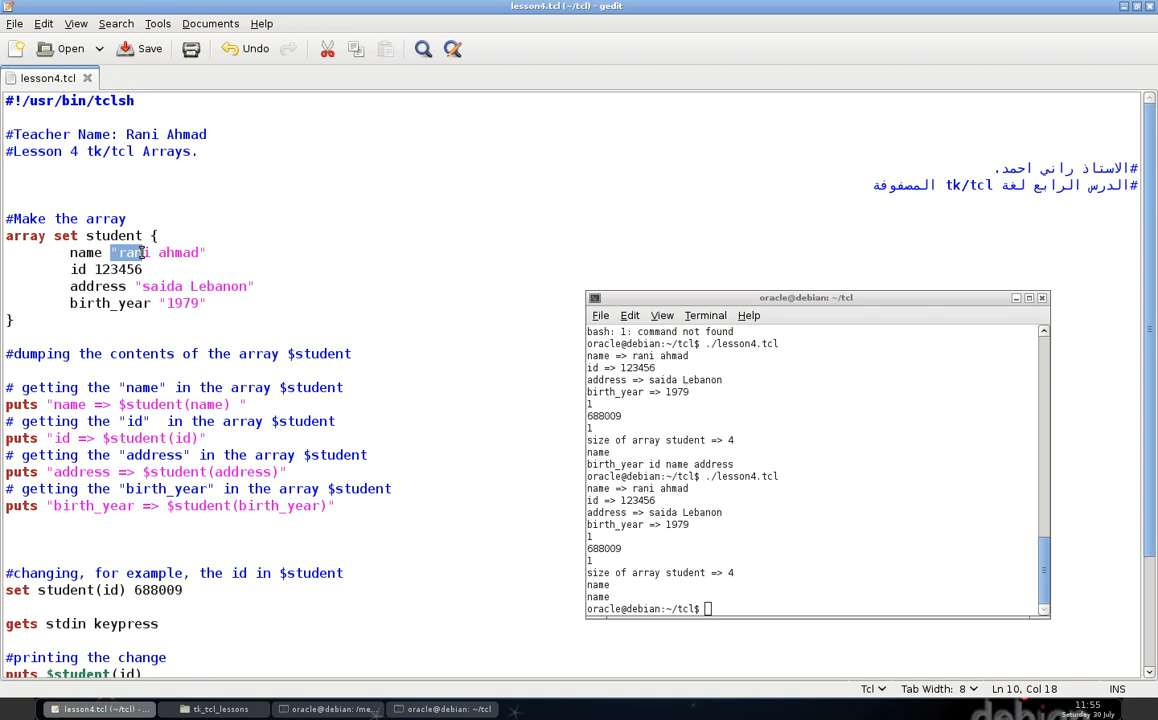 lesson4.tcl (~/tcl) - gedit
File Edit View Search Tools Documents Help
Open Save Undo
lesson4.tcl
#!/usr/bin/tclsh
#Teacher Name: Rani Ahmad
#Lesson 4 tk/tcl Arrays.
#الاستاذ راني احمد.
#الدرس الرابع لغة tk/tcl المصفوفة
#Make the array
array set student {
name "rani ahmad"
id 123456
address "saida Lebanon"
birth_year "1979"
}
#dumping the contents of the array $student
# getting the "name" in the array $student
puts "name => $student(name) "
# getting the "id"  in the array $student
puts "id => $student(id)"
# getting the "address" in the array $student
puts "address => $student(address)"
# getting the "birth_year" in the array $student
puts "birth_year => $student(birth_year)"
#changing, for example, the id in $student
set student(id) 688009
gets stdin keypress
#printing the change
puts $student(id)
oracle@debian: ~/tcl
File Edit View Terminal Help
bash: 1: command not found
oracle@debian:~/tcl$ ./lesson4.tcl
name => rani ahmad
id => 123456
address => saida Lebanon
birth_year => 1979
1
688009
1
size of array student => 4
name
birth_year id name address
oracle@debian:~/tcl$ ./lesson4.tcl
name => rani ahmad
id => 123456
address => saida Lebanon
birth_year => 1979
1
688009
1
size of array student => 4
name
name
oracle@debian:~/tcl$
Tcl Tab Width: 8 Ln 10, Col 18 INS
lesson4.tcl (~/tcl) - ... tk_tcl_lessons oracle@debian: /me... oracle@debian: ~/tcl
11:55
Saturday 30 July